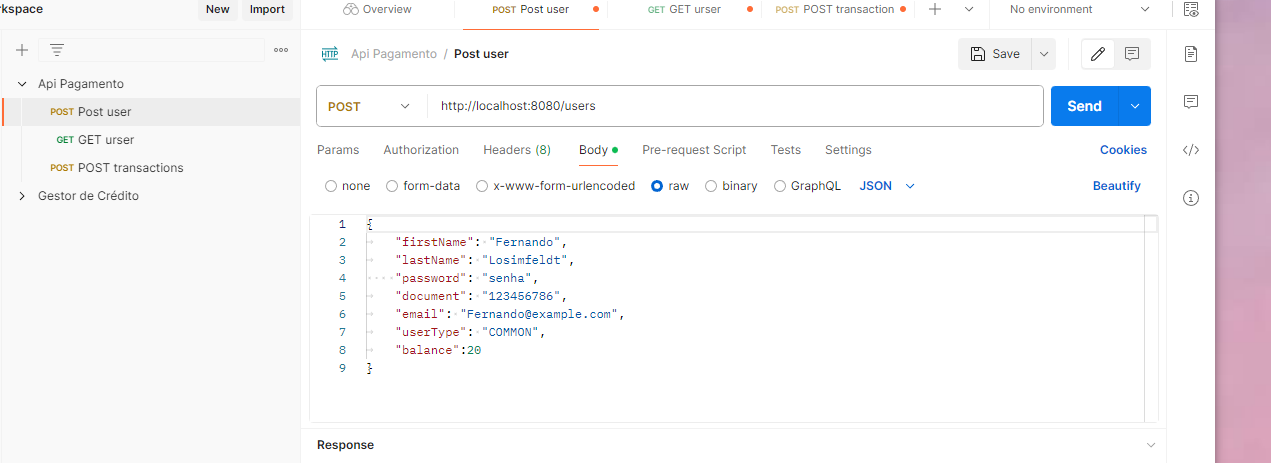 rkspace New Import
Overview POST Post user GET GET urser POST POST transaction No environment
HTTP Api Pagamento / Post user Save
Api Pagamento
POST Post user
GET GET urser
POST POST transactions
Gestor de Crédito
POST http://localhost:8080/users Send
Params Authorization Headers (8) Body Pre-request Script Tests Settings Cookies
none form-data x-www-form-urlencoded raw binary GraphQL JSON Beautify
1 {
2 "firstName": "Fernando",
3 "lastName": "Losimfeldt",
4 "password": "senha",
5 "document": "123456786",
6 "email": "Fernando@example.com",
7 "userType": "COMMON",
8 "balance":20
9 }
Response